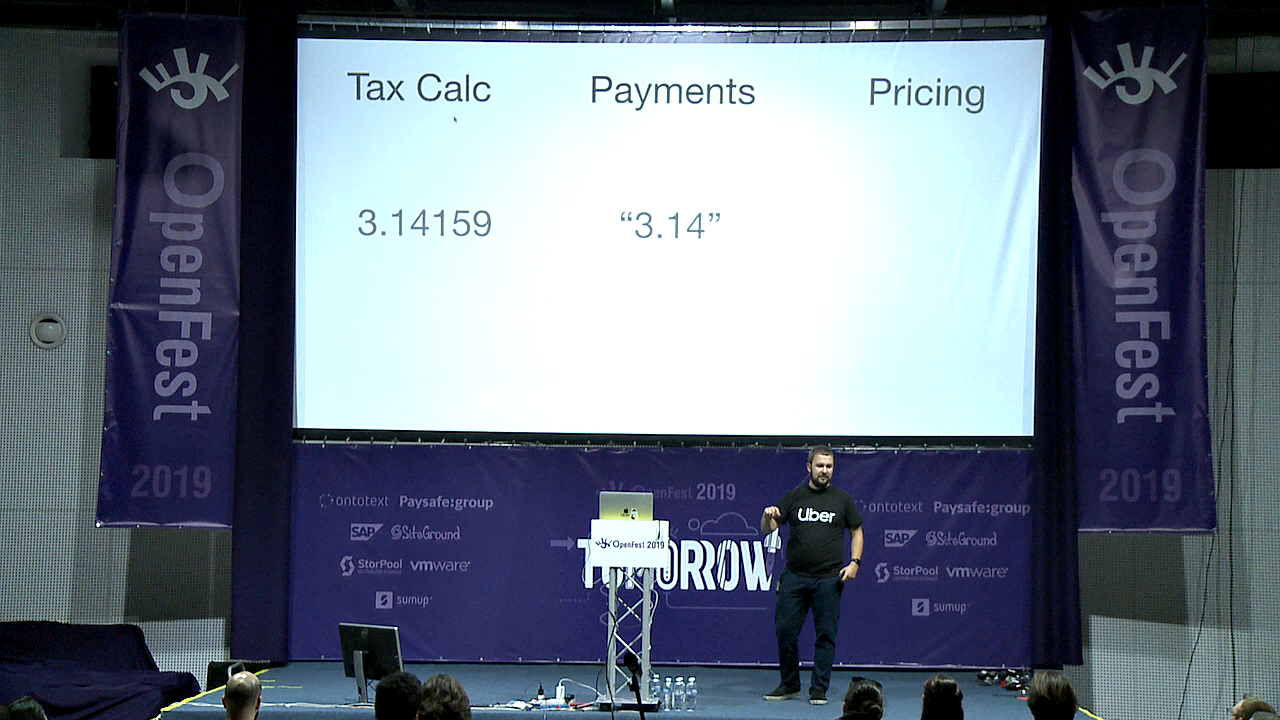 Tax Calc
Payments
Pricing
3.14159
“3.14”
OpenFest
2019
OpenFest
2019
OpenFest 2019
ontotext Paysafe:group
SAP SiteGround
StorPool vmware
sumup
Uber
OpenFest 2019
ORROW
ontotext Paysafe:group
SAP SiteGround
StorPool vmware
sumup